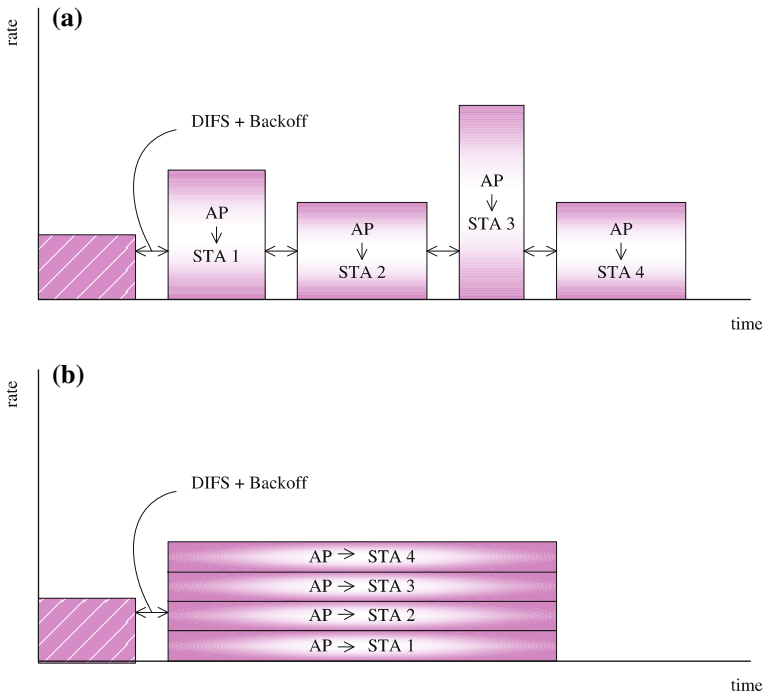 (a)
rate
DIFS + Backoff
AP
STA 1
AP
STA 2
AP
STA 3
AP
STA 4
time
(b)
rate
DIFS + Backoff
AP → STA 4
AP → STA 3
AP → STA 2
AP → STA 1
time